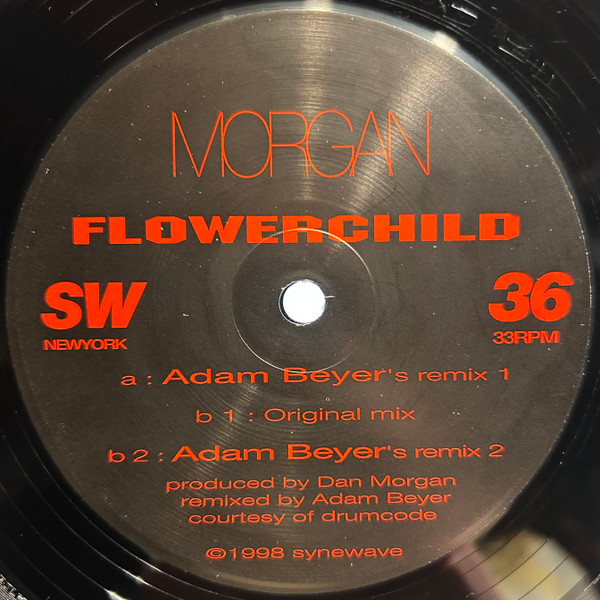 MORGAN
FLOWERCHILD
SW
NEWYORK
36
33RPM
a : Adam Beyer's remix 1
b 1 : Original mix
b 2 : Adam Beyer's remix 2
produced by Dan Morgan
remixed by Adam Beyer
courtesy of drumcode
©1998 synewave